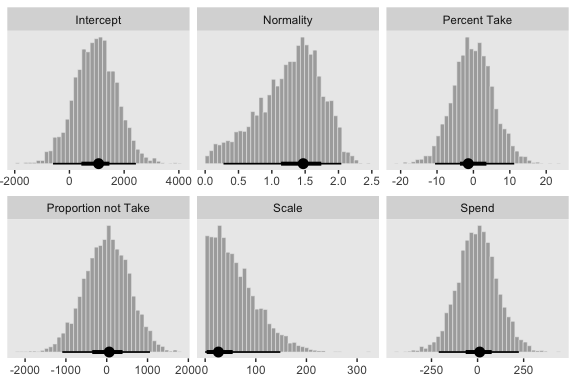 Intercept Normality Percent Take
-2000 0 2000 4000 0.0 0.5 1.0 1.5 2.0 2.5 -20 -10 0 10 20
Proportion not Take Scale Spend
-2000 -1000 0 1000 2000 0 100 200 300 -250 0 250